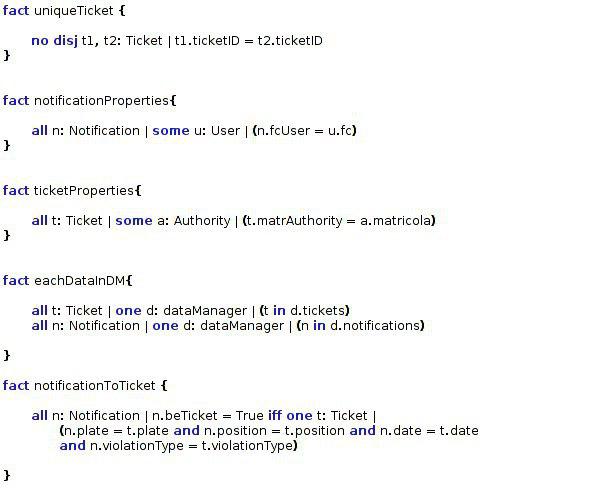 fact uniqueTicket {
no disj t1, t2: Ticket | t1.ticketID = t2.ticketID
}
fact notificationProperties{
all n: Notification | some u: User | (n.fcUser = u.fc)
}
fact ticketProperties{
all t: Ticket | some a: Authority | (t.matrAuthority = a.matricola)
}
fact eachDataInDM{
all t: Ticket | one d: dataManager | (t in d.tickets)
all n: Notification | one d: dataManager | (n in d.notifications)
}
fact notificationToTicket {
all n: Notification | n.beTicket = True iff one t: Ticket |
(n.plate = t.plate and n.position = t.position and n.date = t.date
and n.violationType = t.violationType)
}